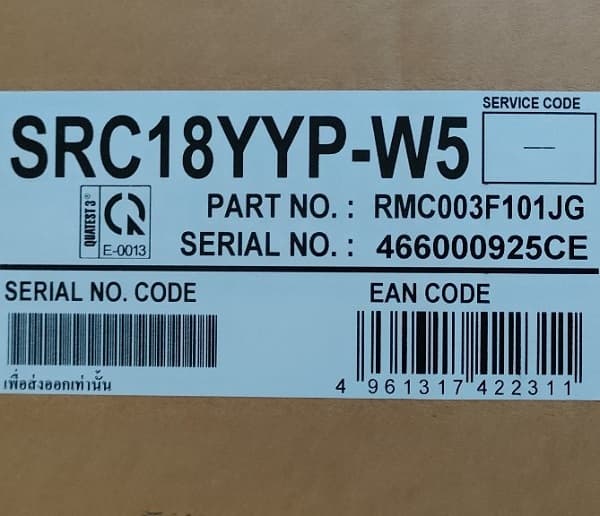 SERVICE CODE
SRC18YYP-W5
—
QUATEST 3®
E-0013
PART NO. : RMC003F101JG
SERIAL NO. : 466000925CE
SERIAL NO. CODE
EAN CODE
เพื่อส่งออกเท่านั้น
4 961317 422311